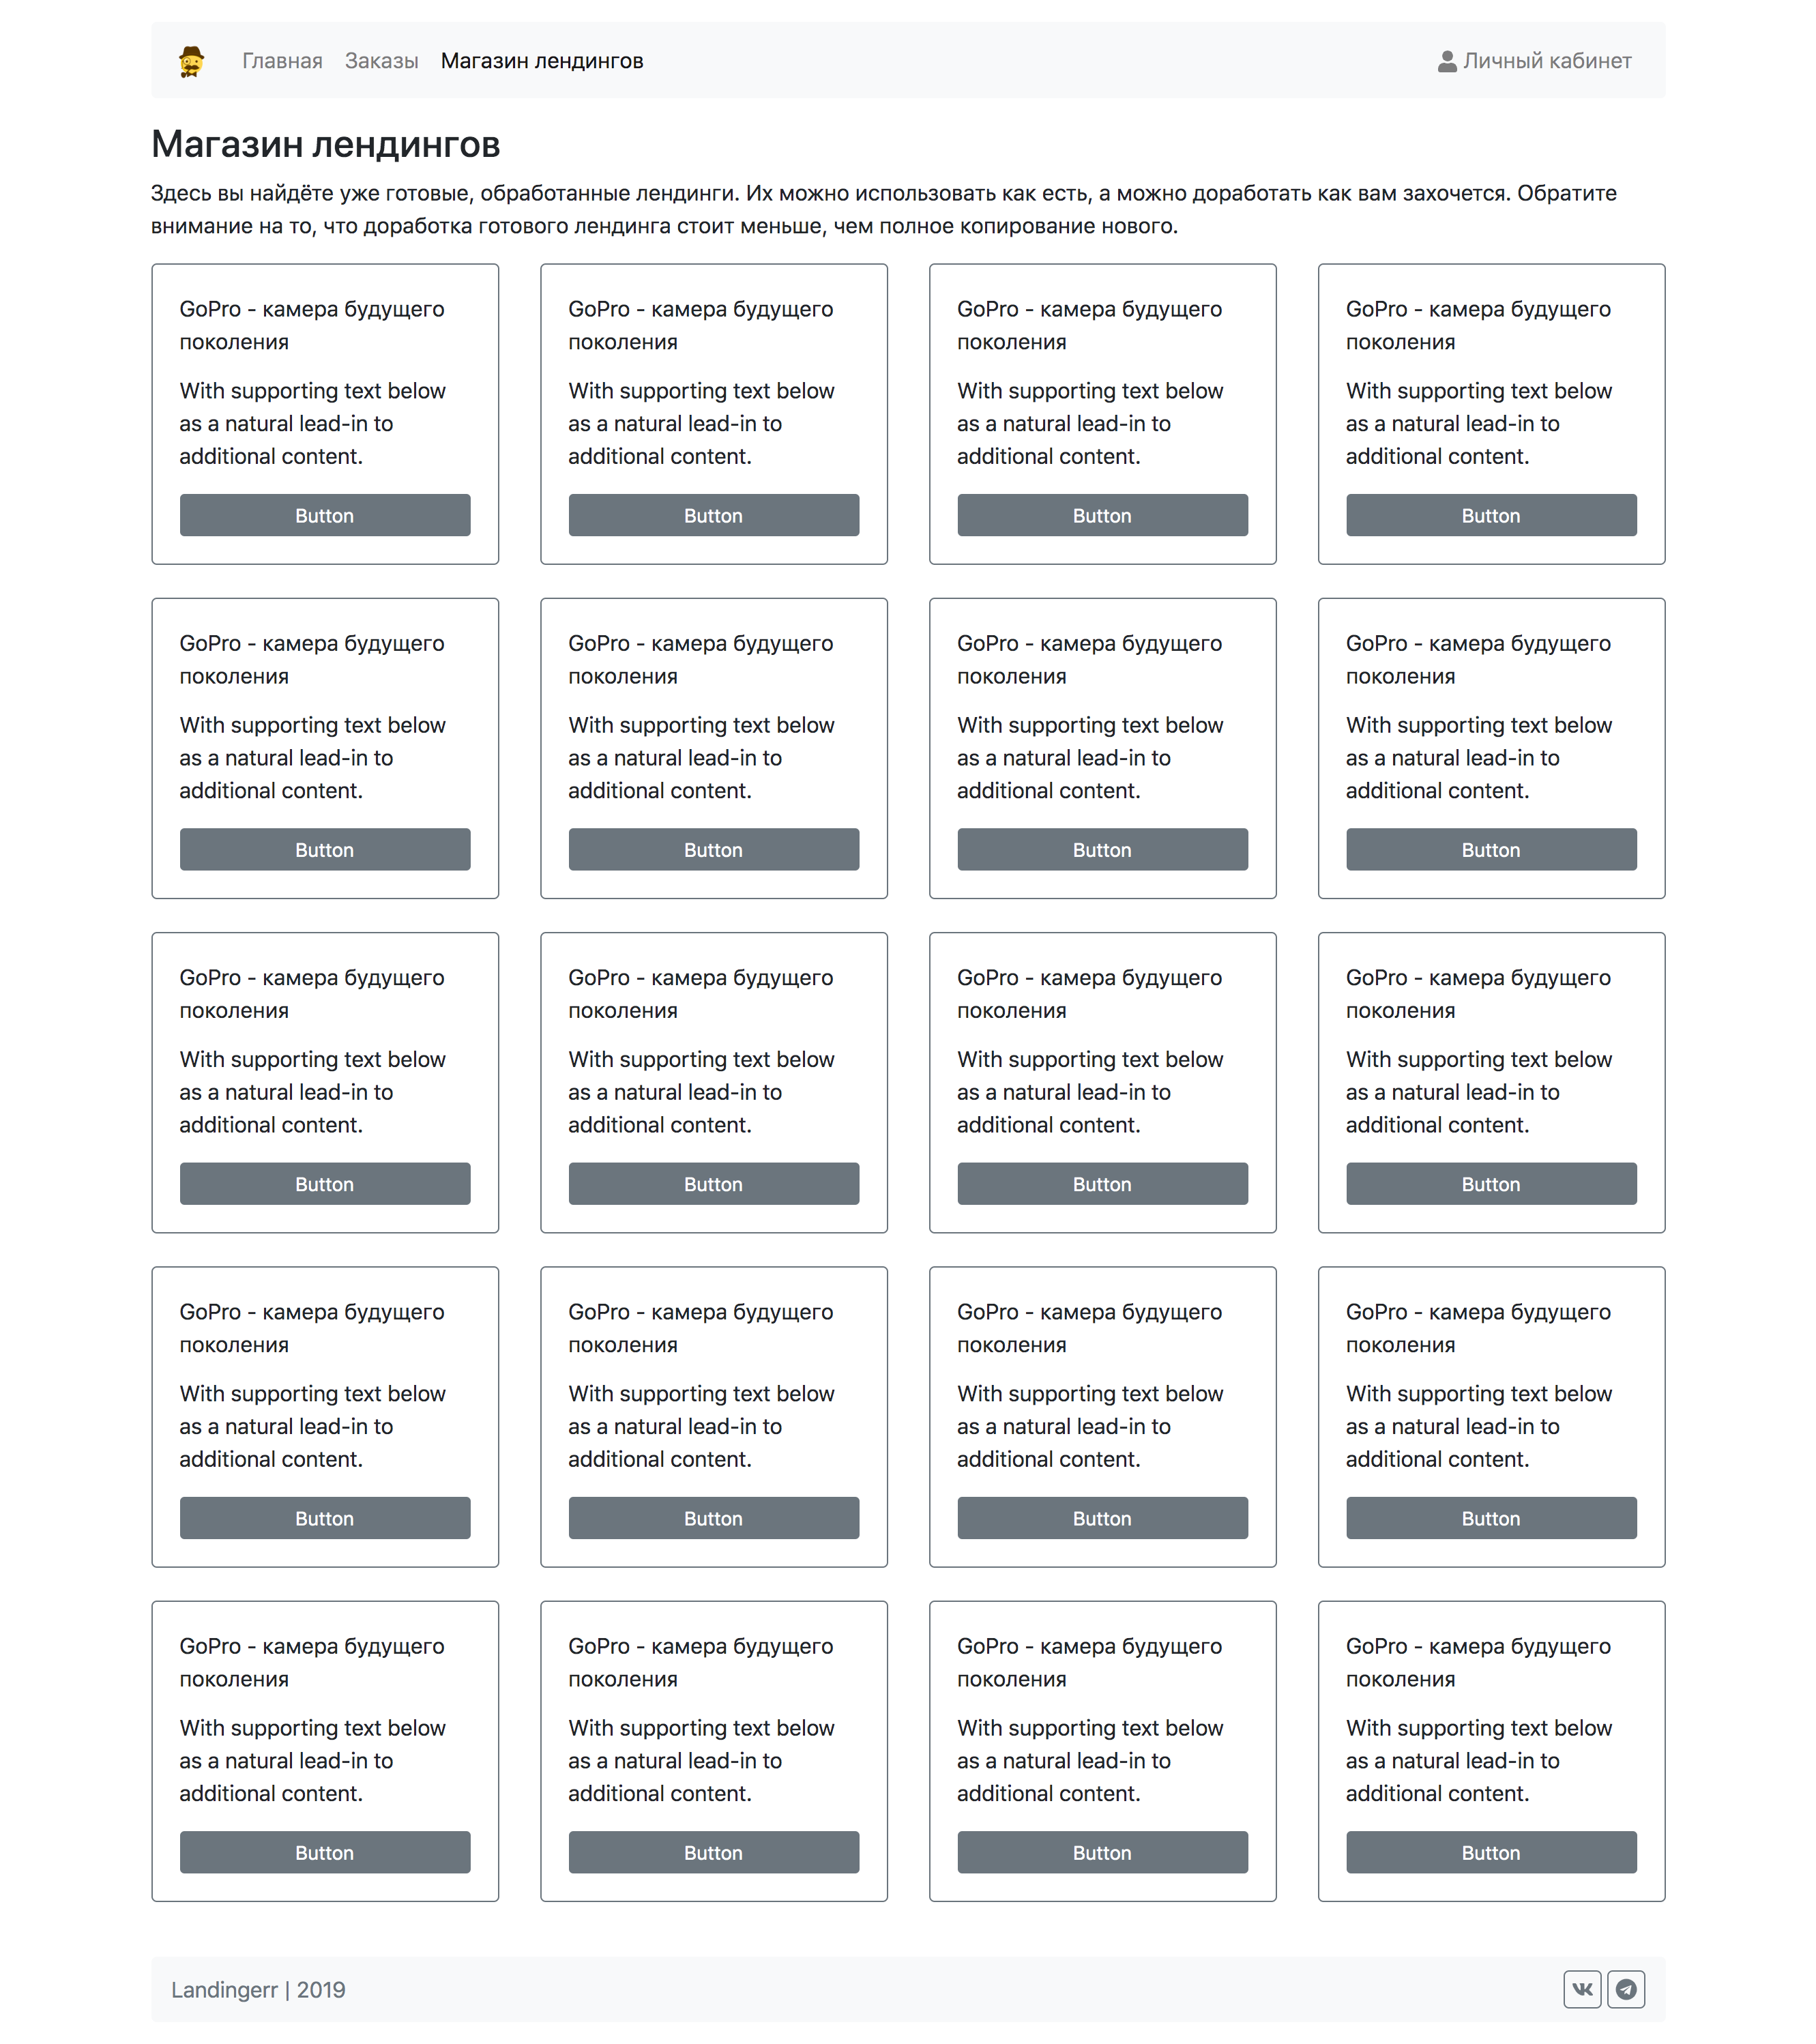 Главная Заказы Магазин лендингов Личный кабинет
Магазин лендингов
Здесь вы найдёте уже готовые, обработанные лендинги. Их можно использовать как есть, а можно доработать как вам захочется. Обратите
внимание на то, что доработка готового лендинга стоит меньше, чем полное копирование нового.
GoPro - камера будущего
поколения
With supporting text below
as a natural lead-in to
additional content.
Button
GoPro - камера будущего
поколения
With supporting text below
as a natural lead-in to
additional content.
Button
GoPro - камера будущего
поколения
With supporting text below
as a natural lead-in to
additional content.
Button
GoPro - камера будущего
поколения
With supporting text below
as a natural lead-in to
additional content.
Button
GoPro - камера будущего
поколения
With supporting text below
as a natural lead-in to
additional content.
Button
GoPro - камера будущего
поколения
With supporting text below
as a natural lead-in to
additional content.
Button
GoPro - камера будущего
поколения
With supporting text below
as a natural lead-in to
additional content.
Button
GoPro - камера будущего
поколения
With supporting text below
as a natural lead-in to
additional content.
Button
GoPro - камера будущего
поколения
With supporting text below
as a natural lead-in to
additional content.
Button
GoPro - камера будущего
поколения
With supporting text below
as a natural lead-in to
additional content.
Button
GoPro - камера будущего
поколения
With supporting text below
as a natural lead-in to
additional content.
Button
GoPro - камера будущего
поколения
With supporting text below
as a natural lead-in to
additional content.
Button
GoPro - камера будущего
поколения
With supporting text below
as a natural lead-in to
additional content.
Button
GoPro - камера будущего
поколения
With supporting text below
as a natural lead-in to
additional content.
Button
GoPro - камера будущего
поколения
With supporting text below
as a natural lead-in to
additional content.
Button
GoPro - камера будущего
поколения
With supporting text below
as a natural lead-in to
additional content.
Button
GoPro - камера будущего
поколения
With supporting text below
as a natural lead-in to
additional content.
Button
GoPro - камера будущего
поколения
With supporting text below
as a natural lead-in to
additional content.
Button
GoPro - камера будущего
поколения
With supporting text below
as a natural lead-in to
additional content.
Button
GoPro - камера будущего
поколения
With supporting text below
as a natural lead-in to
additional content.
Button
Landingerr | 2019